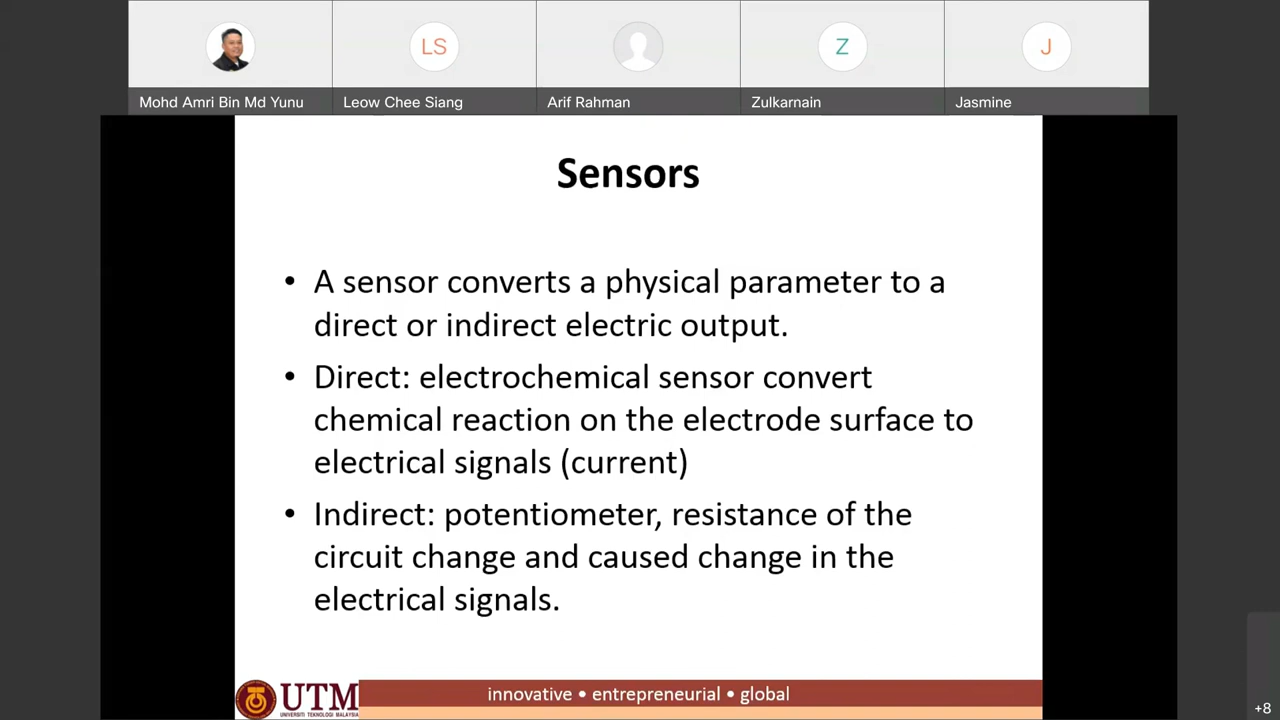 LS
Z
J
Mohd Amri Bin Md Yunu
Leow Chee Siang
Arif Rahman
Zulkarnain
Jasmine
Sensors
• A sensor converts a physical parameter to a
direct or indirect electric output.
• Direct: electrochemical sensor convert
chemical reaction on the electrode surface to
electrical signals (current)
• Indirect: potentiometer, resistance of the
circuit change and caused change in the
electrical signals.
UTM
UNIVERSITI TEKNOLOGI MALAYSIA
innovative • entrepreneurial • global
+8